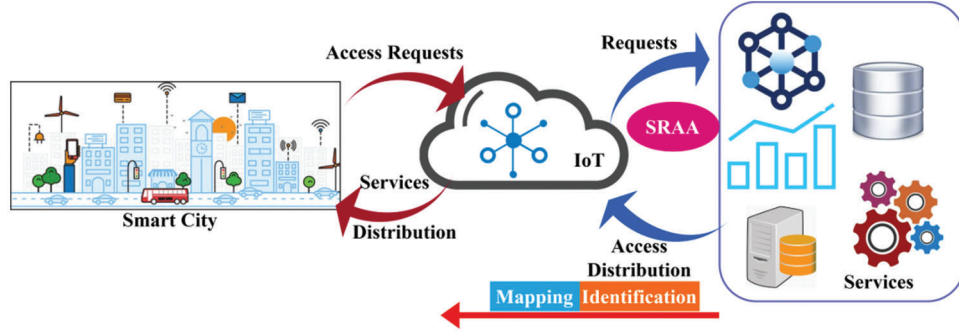 Access Requests
Requests
SRAA
IoT
Services
Distribution
Smart City
Access
Distribution
Services
Mapping Identification